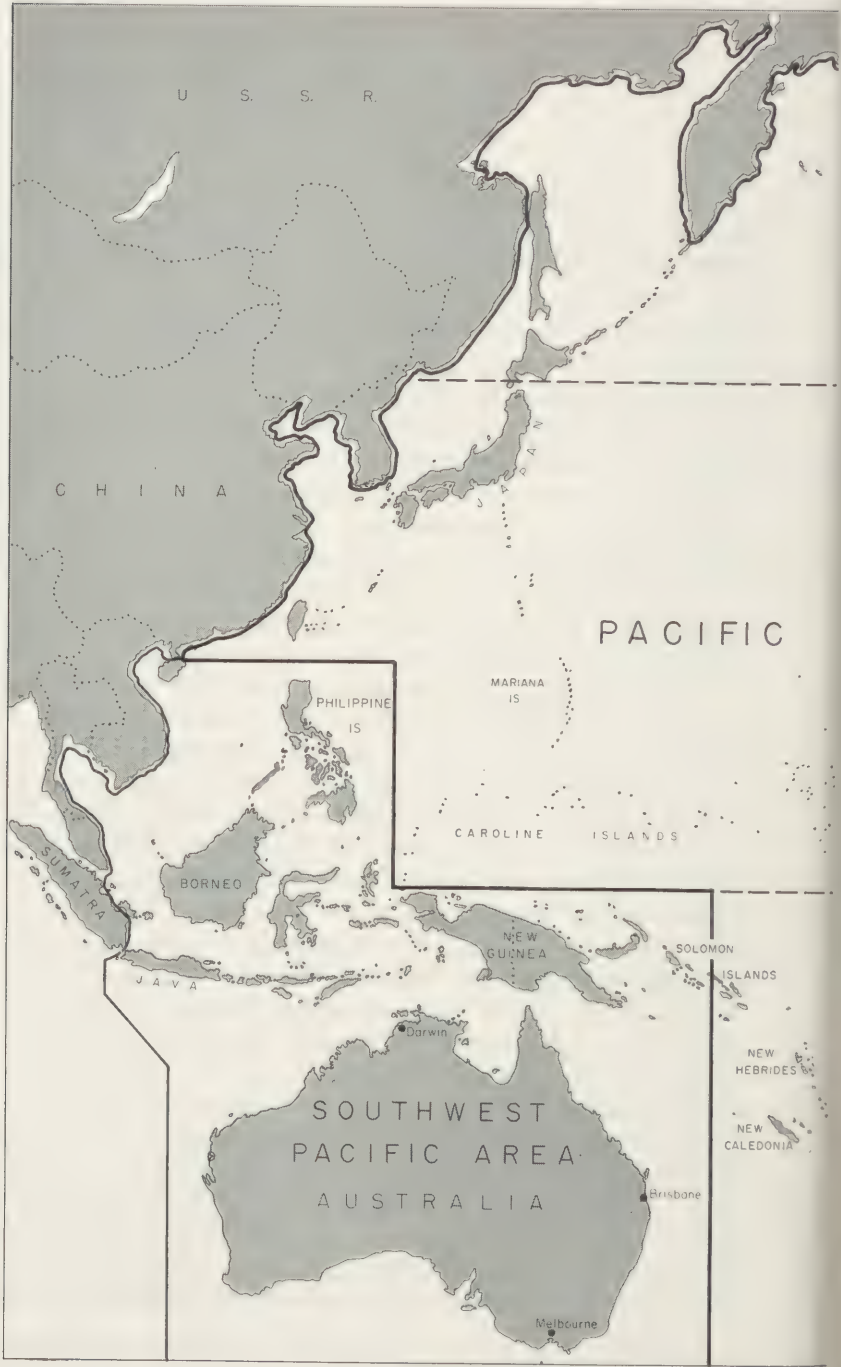 U. S. S. R.
CHINA
JAPAN
PACIFIC
MARIANA
IS
PHILIPPINE
IS
CAROLINE ISLANDS
SUMATRA
BORNEO
NEW
GUINEA
SOLOMON
ISLANDS
JAVA
Darwin
NEW
HEBRIDES
SOUTHWEST
PACIFIC AREA
AUSTRALIA
NEW
CALEDONIA
Brisbane
Melbourne